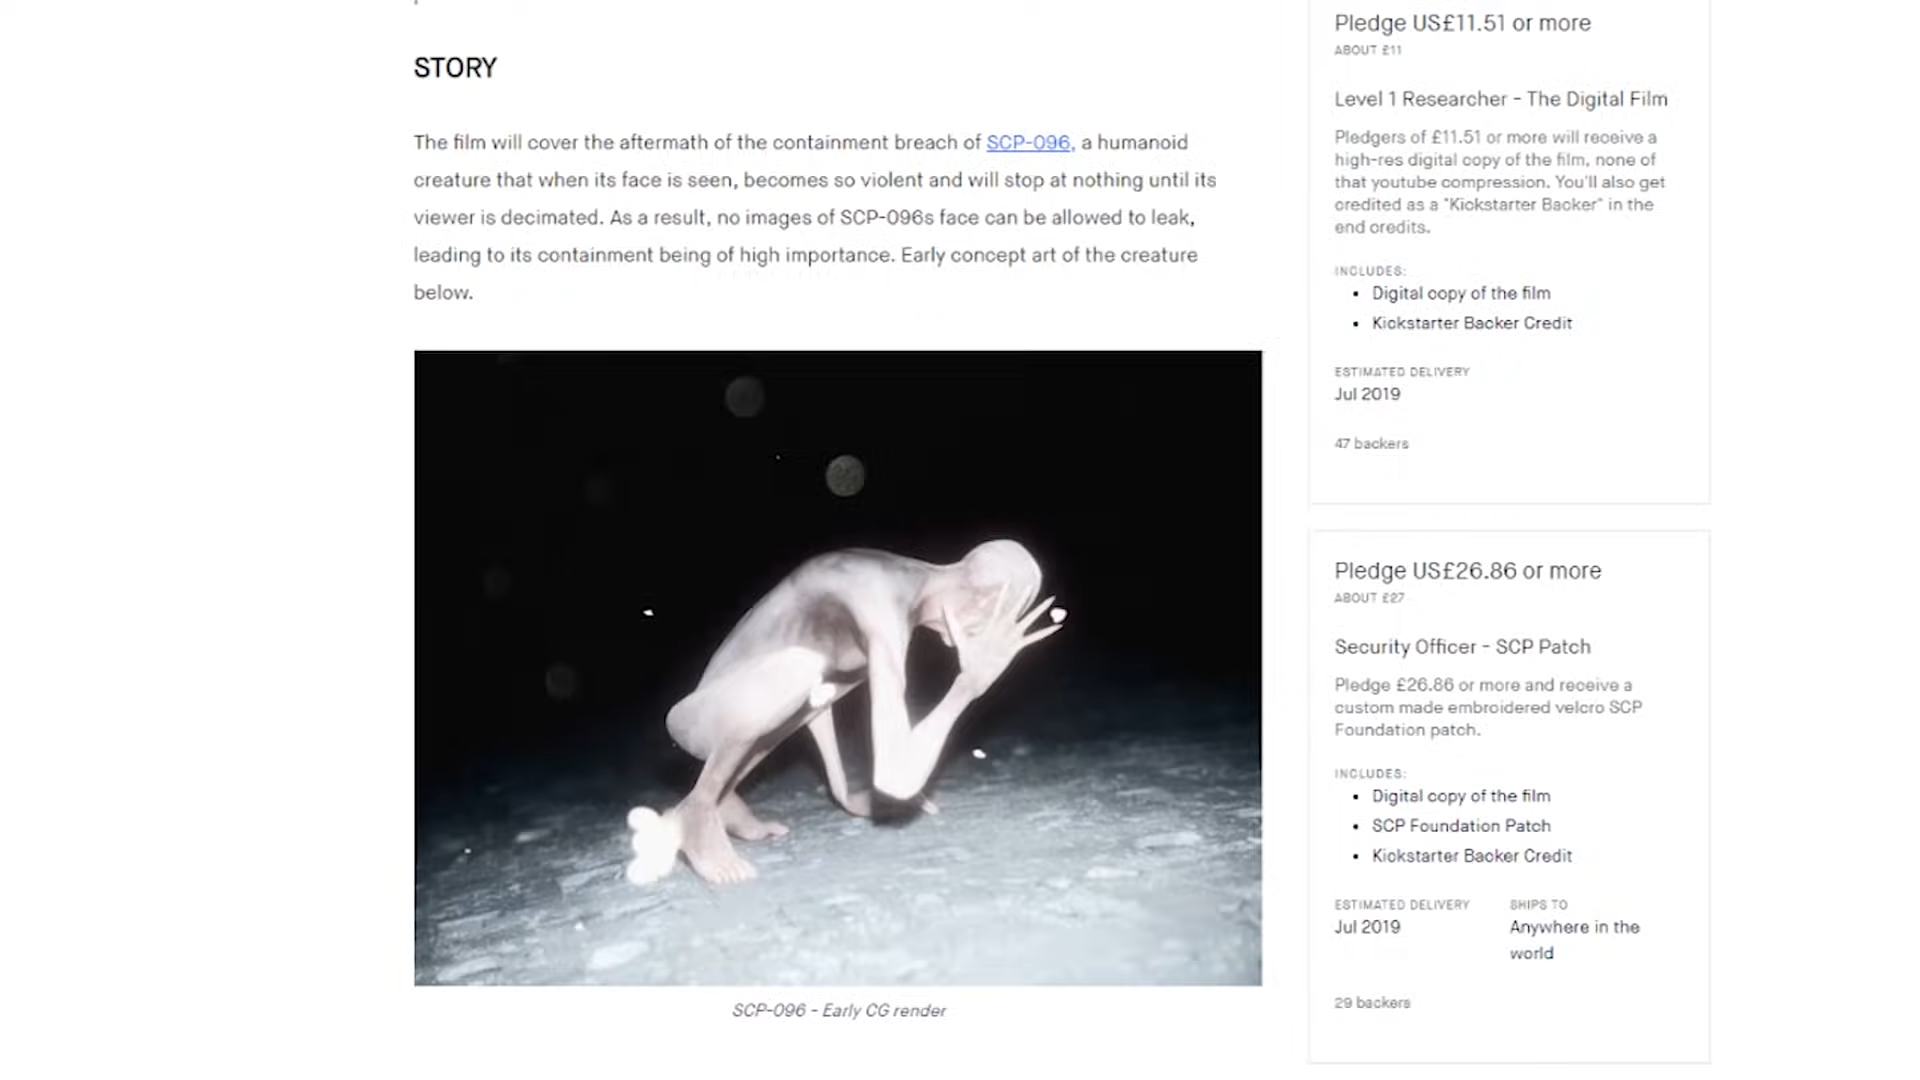 STORY
The film will cover the aftermath of the containment breach of SCP-096, a humanoid
creature that when its face is seen, becomes so violent and will stop at nothing until its
viewer is decimated. As a result, no images of SCP-096s face can be allowed to leak,
leading to its containment being of high importance. Early concept art of the creature
below.
SCP-096 - Early CG render
Pledge US£11.51 or more
ABOUT £11
Level 1 Researcher - The Digital Film
Pledgers of £11.51 or more will receive a
high-res digital copy of the film, none of
that youtube compression. You'll also get
credited as a "Kickstarter Backer" in the
end credits.
INCLUDES:
• Digital copy of the film
• Kickstarter Backer Credit
ESTIMATED DELIVERY
Jul 2019
47 backers
Pledge US£26.86 or more
ABOUT £27
Security Officer - SCP Patch
Pledge £26.86 or more and receive a
custom made embroidered velcro SCP
Foundation patch.
INCLUDES:
• Digital copy of the film
• SCP Foundation Patch
• Kickstarter Backer Credit
ESTIMATED DELIVERY
Jul 2019
SHIPS TO
Anywhere in the
world
29 backers